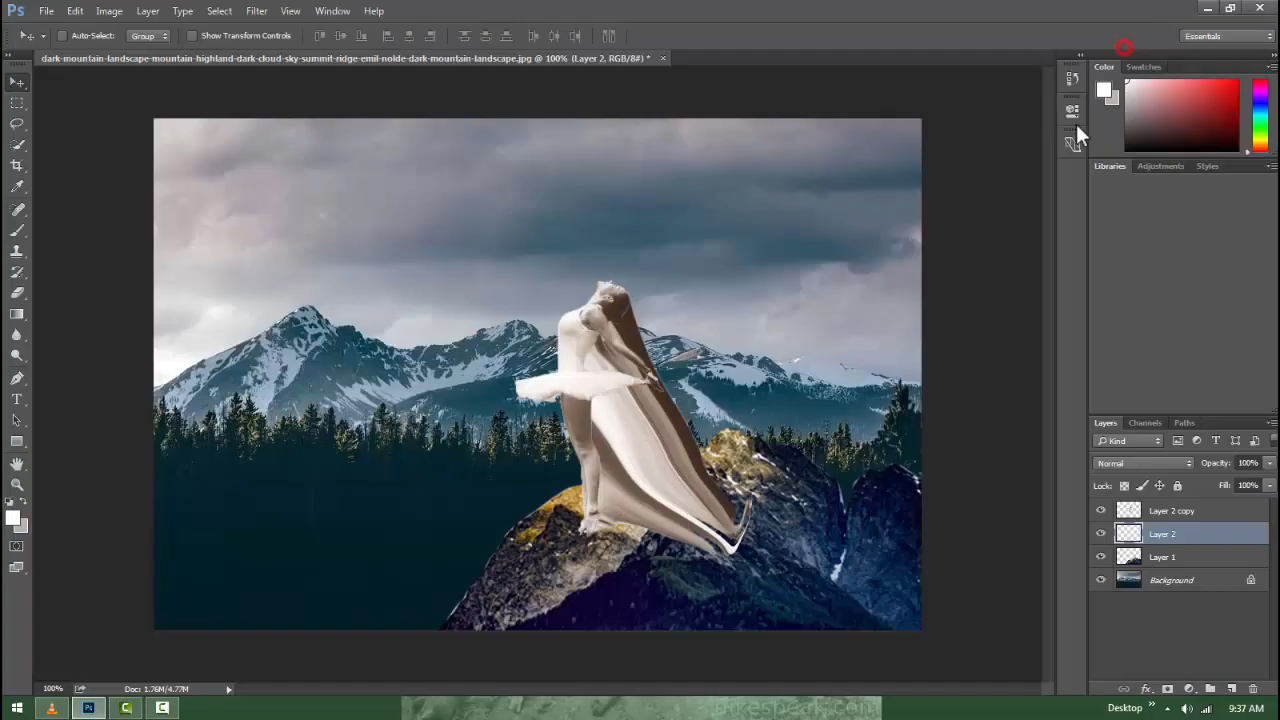 Ps File Edit Image Layer Type Select Filter View Window Help
Auto-Select: Group Show Transform Controls Essentials
dark-mountain-landscape-mountain-highland-dark-cloud-sky-summit-ridge-emil-nolde-dark-mountain-landscape.jpg @ 100% (Layer 2, RGB/8#) *
Color Swatches
Libraries Adjustments Styles
Layers Channels Paths
Kind
Normal Opacity: 100%
Lock: Fill: 100%
Layer 2 copy
Layer 2
Layer 1
Background
100% Doc: 1.76M/4.77M
fx
Ps Desktop 9:37 AM